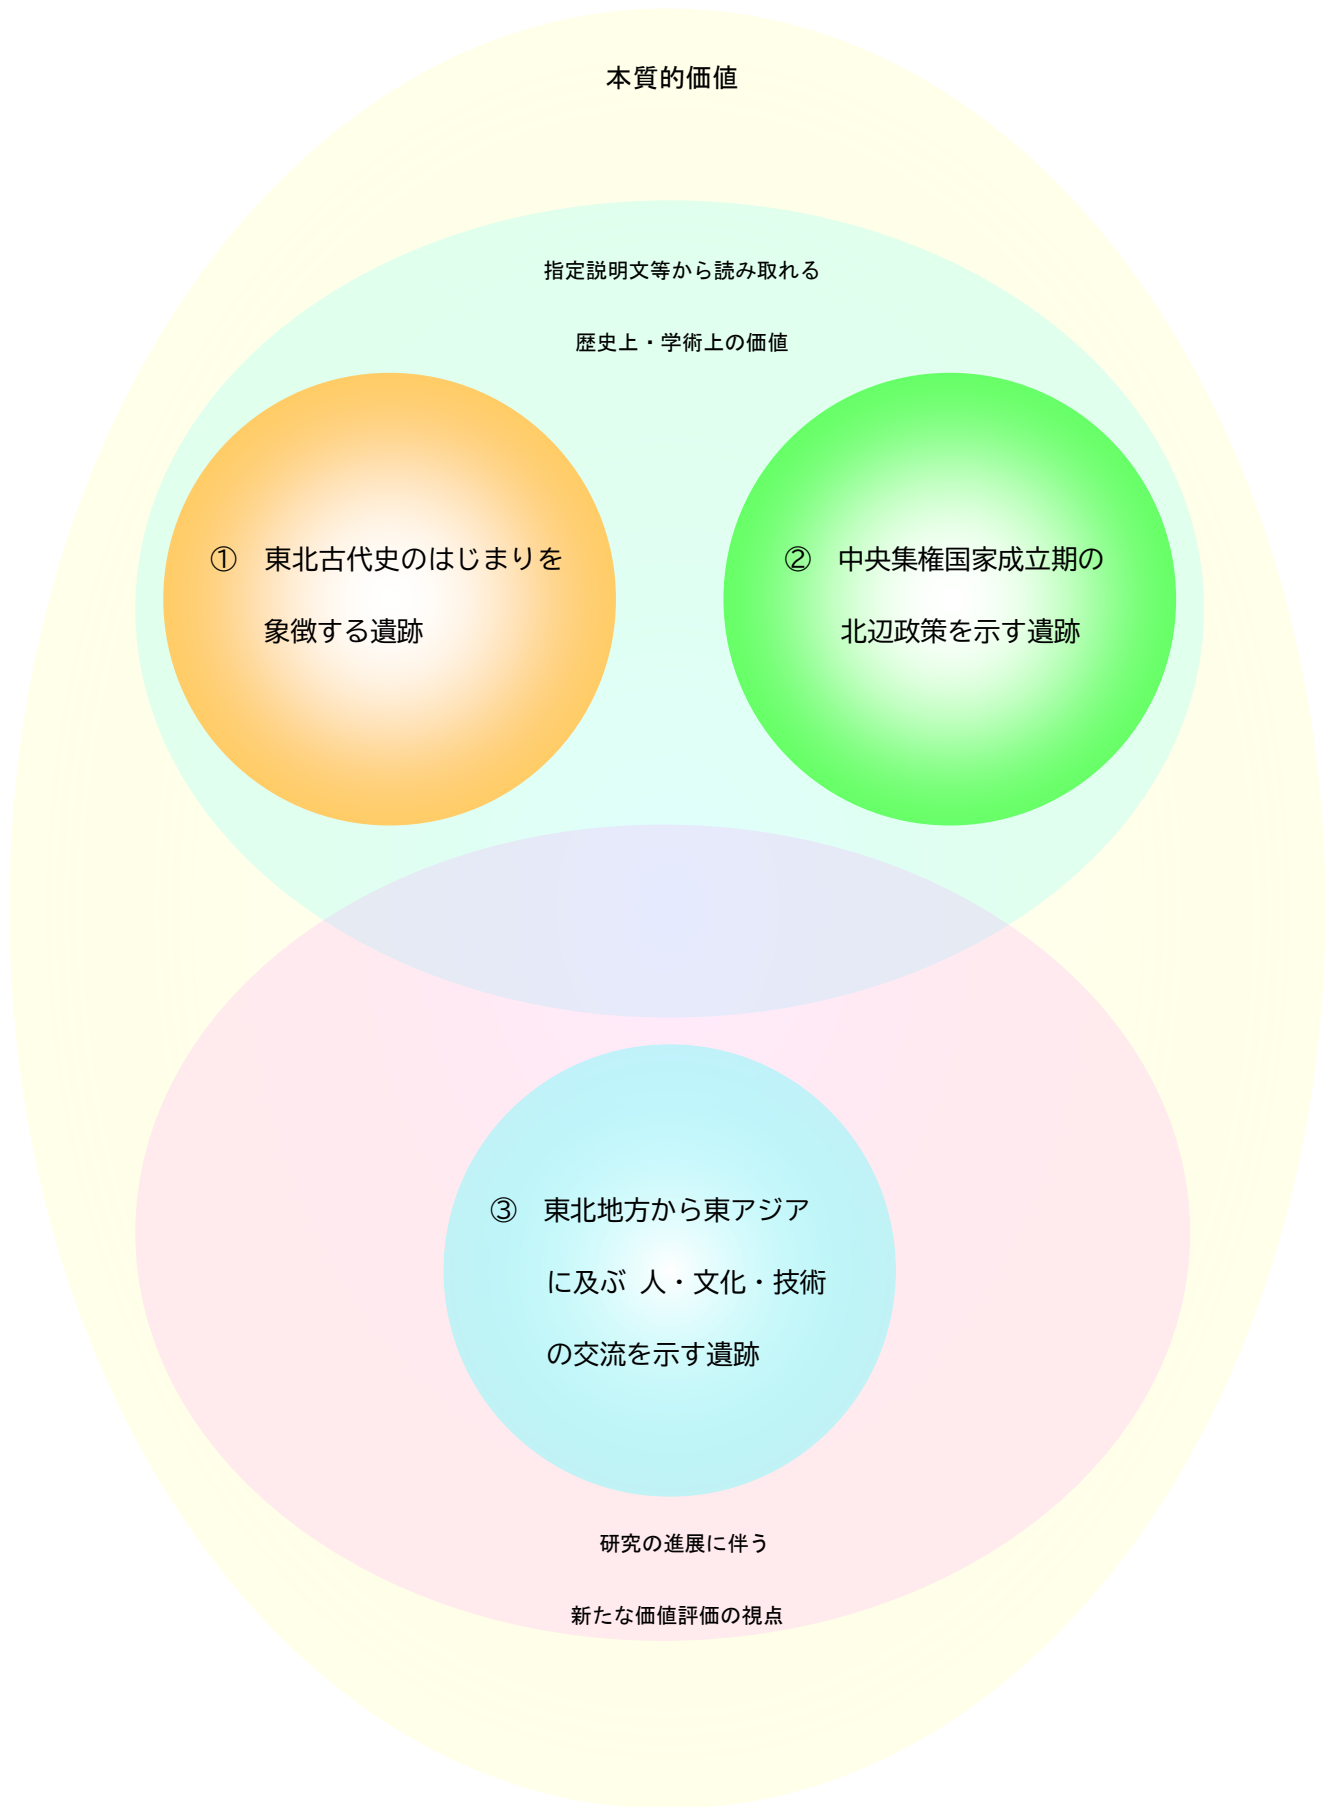 本質的価値
指定説明文等から読み取れる
歴史上・学術上の価値
① 東北古代史のはじまりを
象徴する遺跡
② 中央集権国家成立期の
北辺政策を示す遺跡
③ 東北地方から東アジア
に及ぶ 人・文化・技術
の交流を示す遺跡
研究の進展に伴う
新たな価値評価の視点